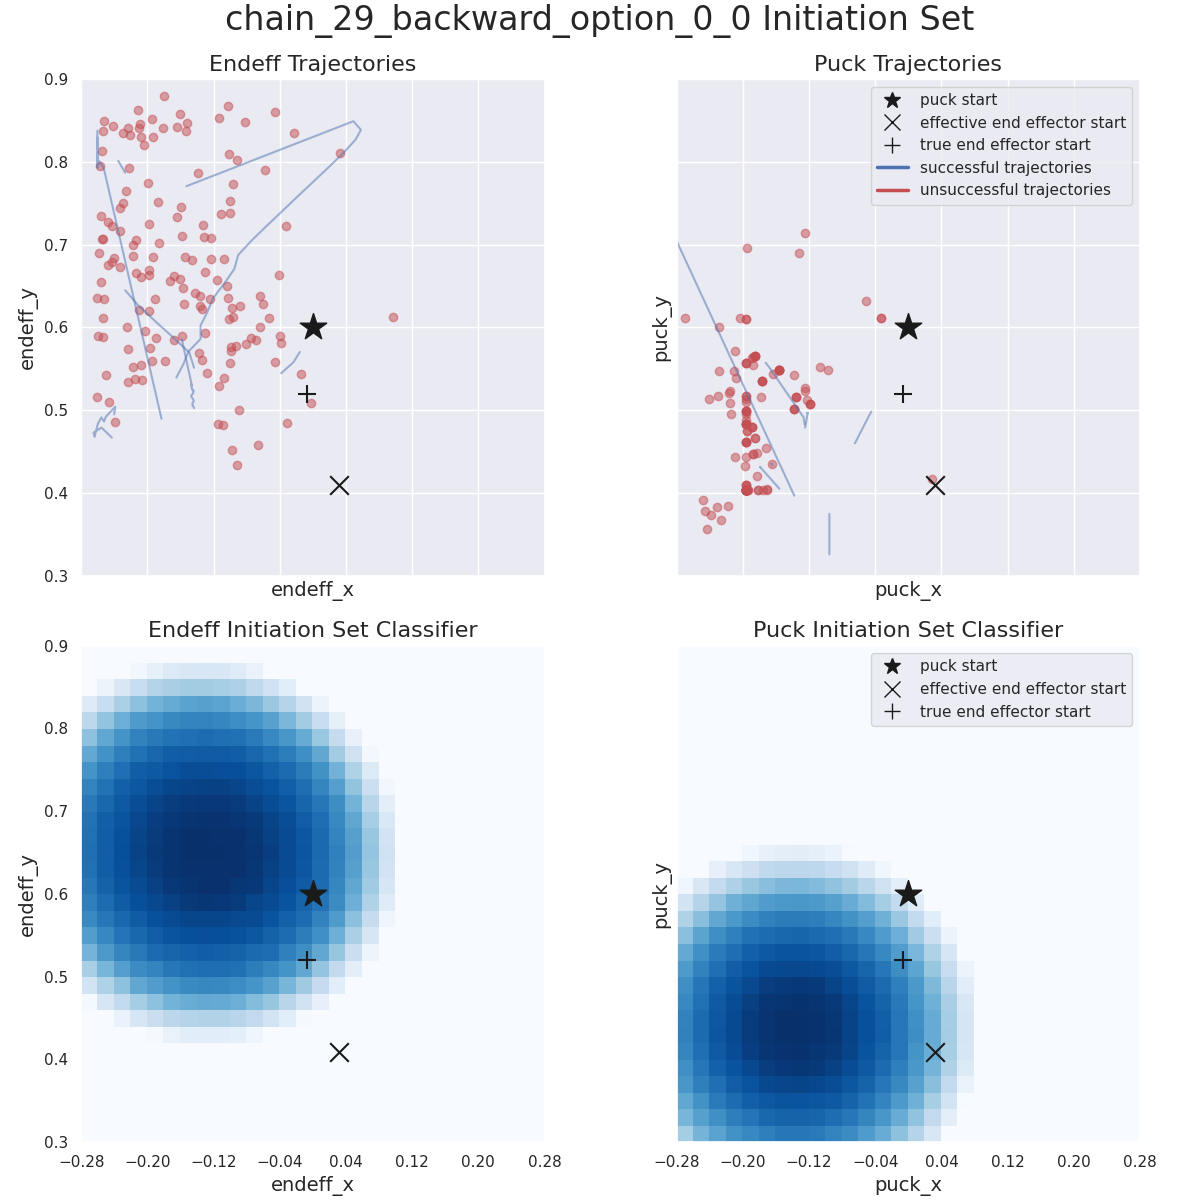 chain_29_backward_option_0_0 Initiation Set
Endeff Trajectories
0.9
0.8
0.7
0.6
0.5
0.4
0.3
endeff_y
endeff_x
Puck Trajectories
puck start
effective end effector start
true end effector start
successful trajectories
unsuccessful trajectories
puck_y
puck_x
Endeff Initiation Set Classifier
0.9
0.8
0.7
0.6
0.5
0.4
0.3
endeff_y
−0.28 −0.20 −0.12 −0.04 0.04 0.12 0.20 0.28
endeff_x
Puck Initiation Set Classifier
puck start
effective end effector start
true end effector start
puck_y
−0.28 −0.20 −0.12 −0.04 0.04 0.12 0.20 0.28
puck_x